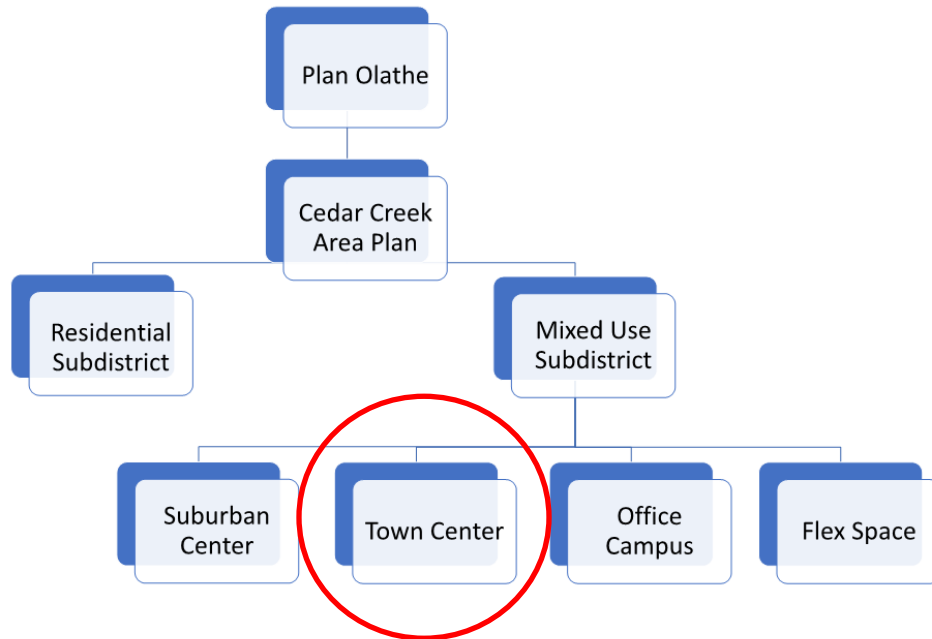 Plan Olathe
Cedar Creek
Area Plan
Residential
Subdistrict
Mixed Use
Subdistrict
Suburban
Center
Town Center
Office
Campus
Flex Space